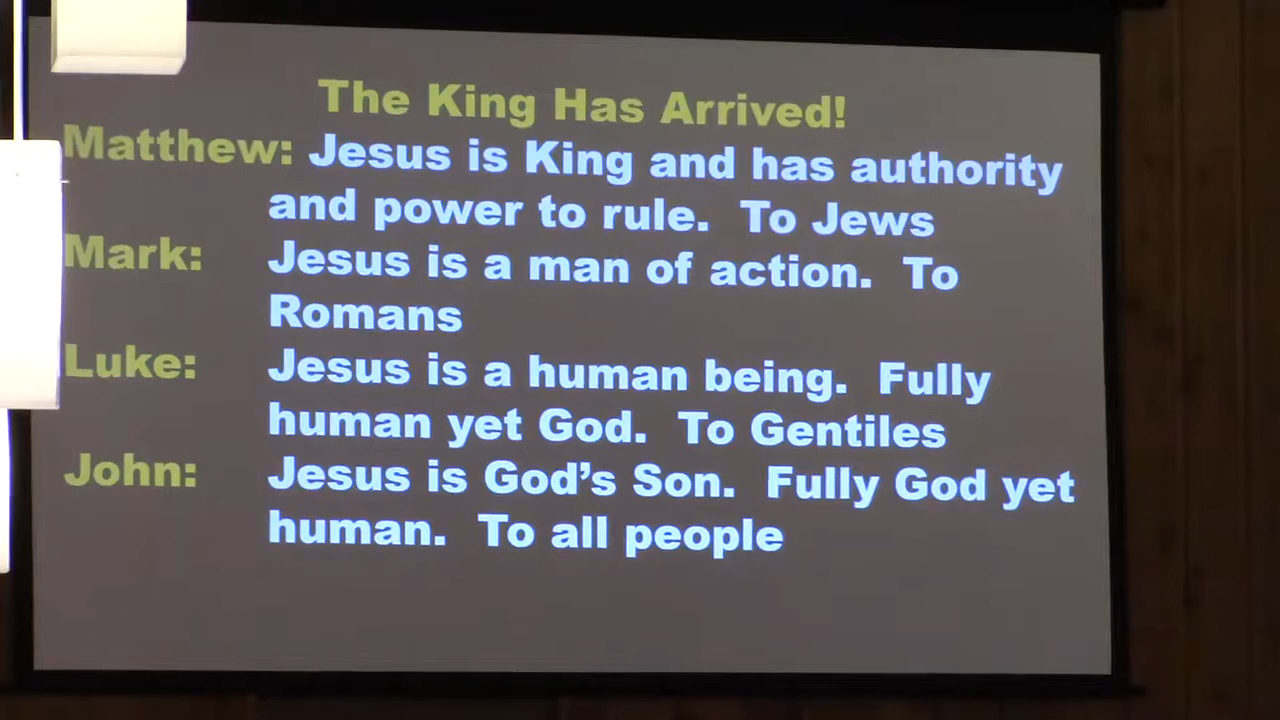 The King Has Arrived!
Matthew: Jesus is King and has authority
and power to rule. To Jews
Mark: Jesus is a man of action. To
Romans
Luke: Jesus is a human being. Fully
human yet God. To Gentiles
John: Jesus is God's Son. Fully God yet
human. To all people